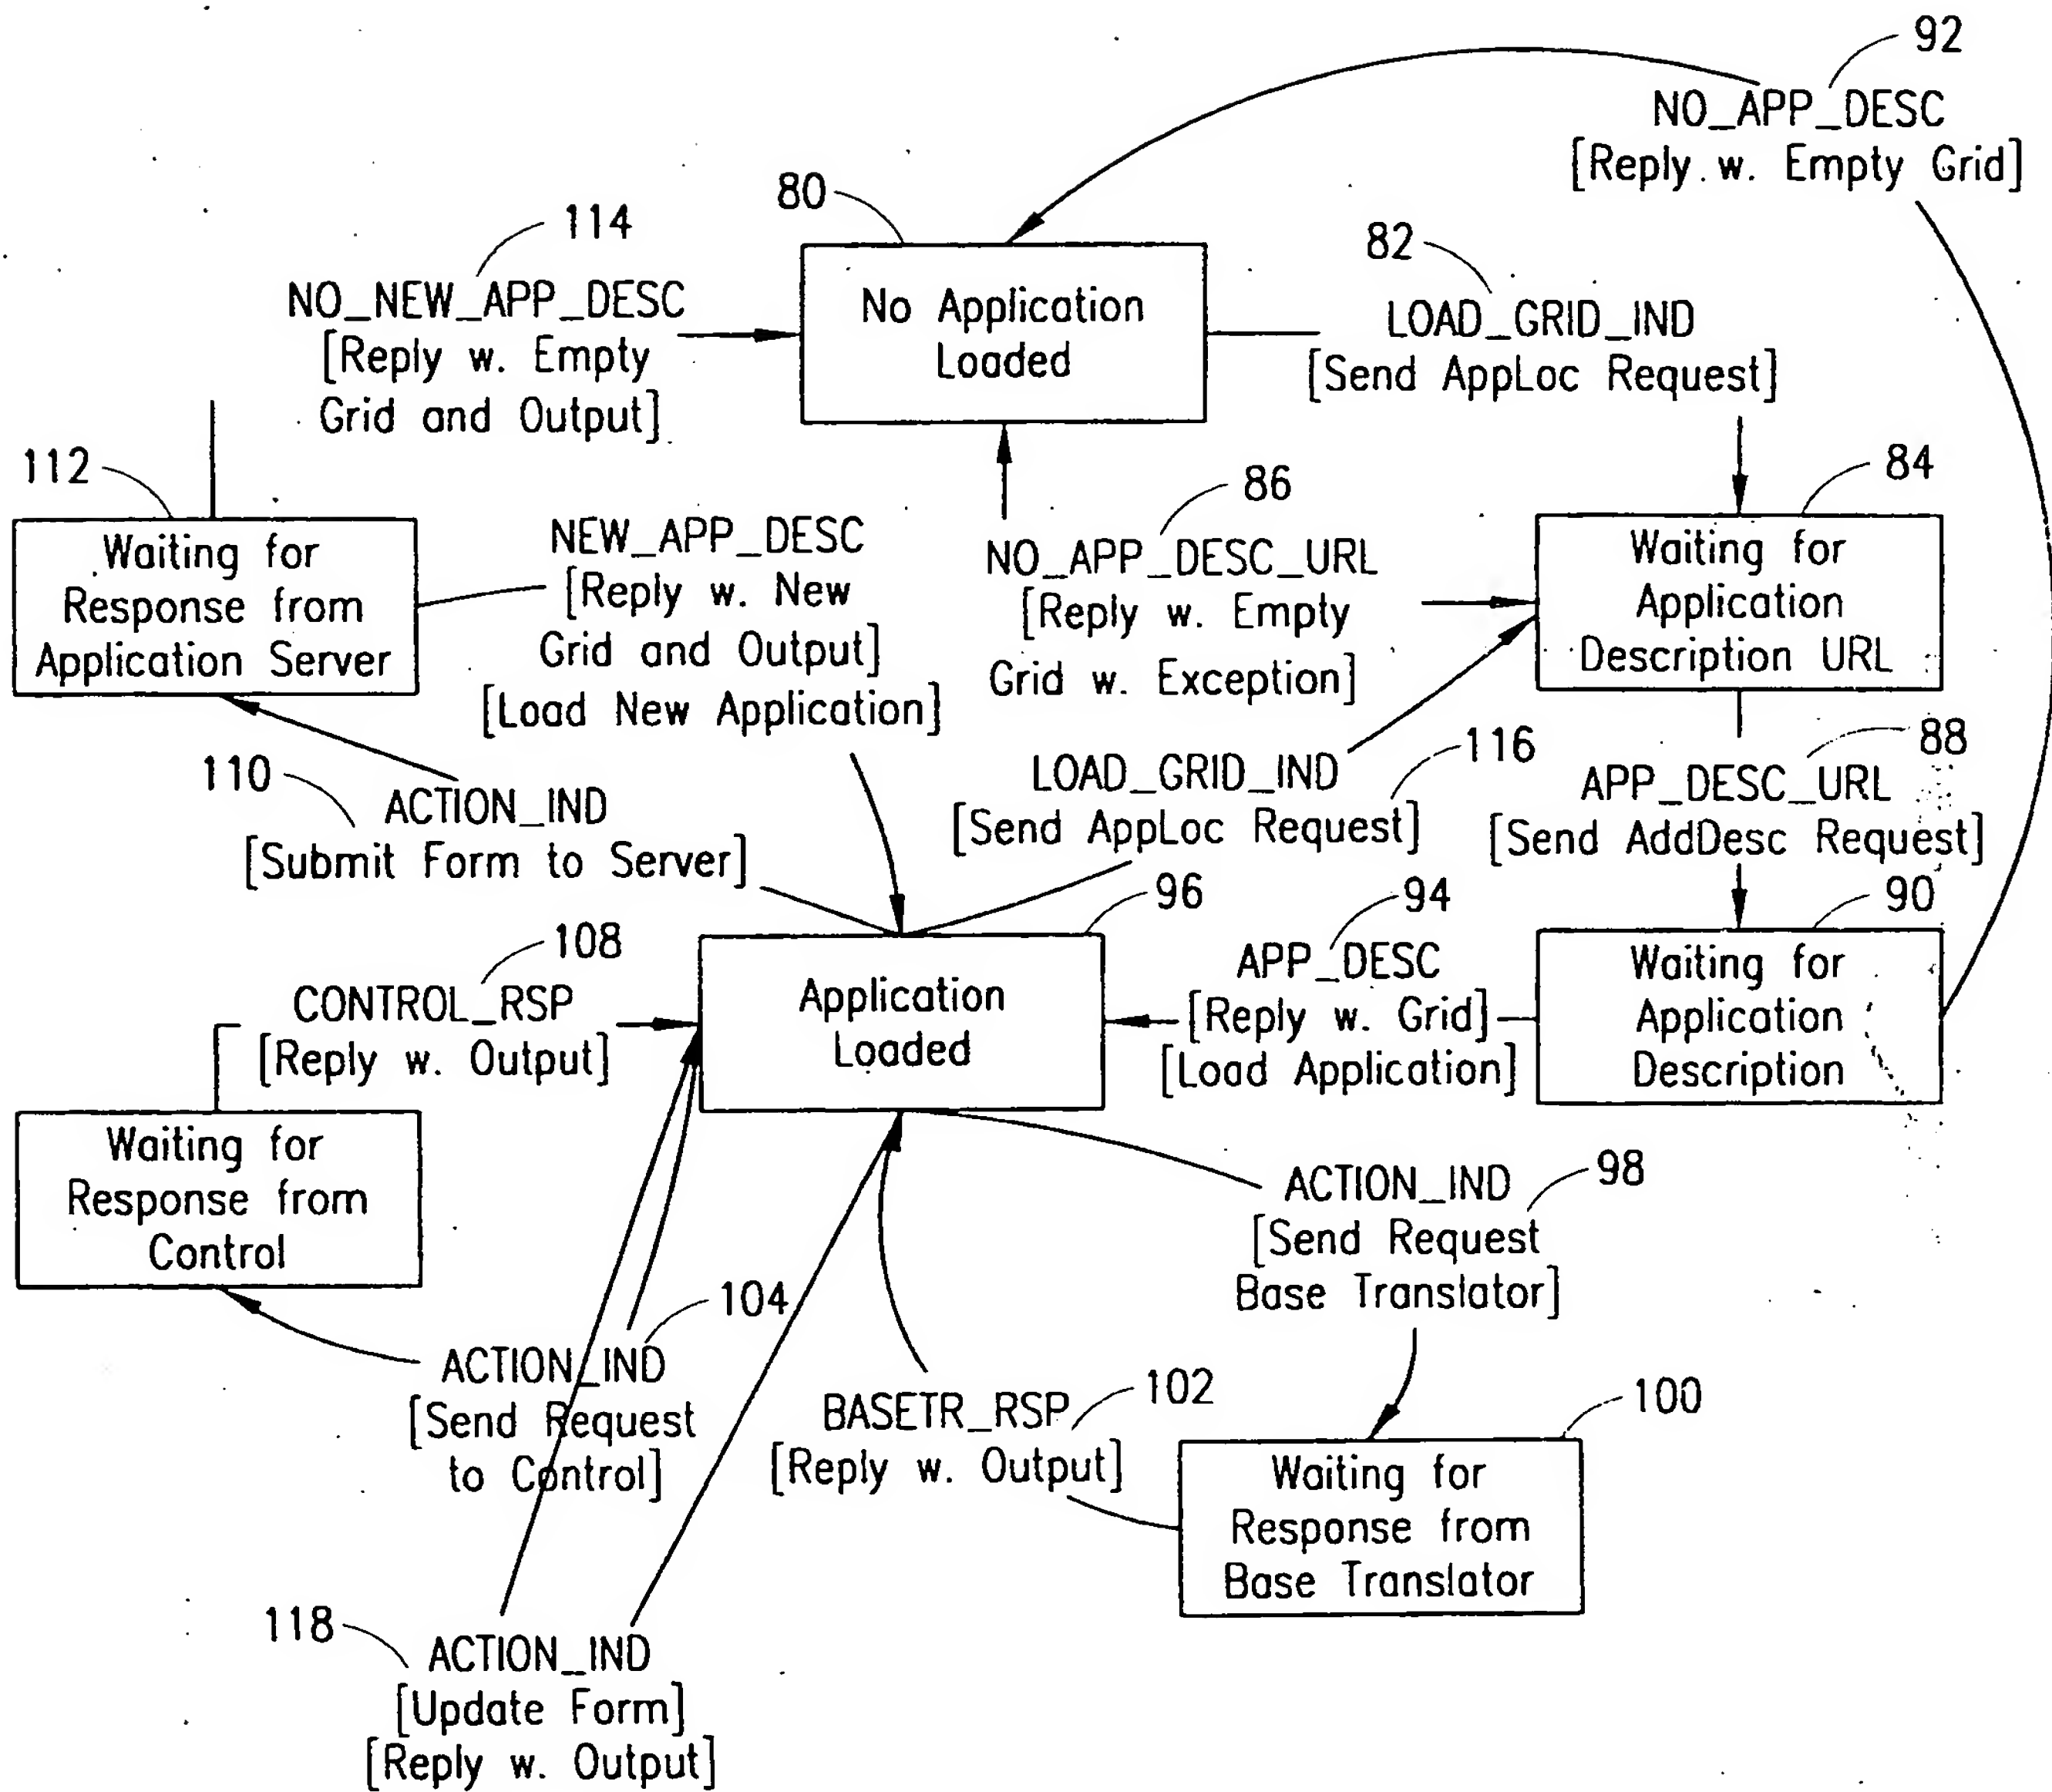 92
NO_APP_DESC
[Reply w. Empty Grid]
80
114
82
NO_NEW_APP_DESC
[Reply w. Empty
Grid and Output]
No Application
Loaded
LOAD_GRID_IND
[Send AppLoc Request]
112
86
84
Waiting for
Response from
Application Server
NEW_APP_DESC
[Reply w. New
Grid and Output]
[Load New Application]
NO_APP_DESC_URL
[Reply w. Empty
Grid w. Exception]
Waiting for
Application
Description URL
110
ACTION_IND
[Submit Form to Server]
LOAD_GRID_IND
[Send AppLoc Request]
116
88
APP_DESC_URL
[Send AddDesc Request]
108
CONTROL_RSP
[Reply w. Output]
96
Application
Loaded
94
APP_DESC
[Reply w. Grid]
[Load Application]
90
Waiting for
Application
Description
Waiting for
Response from
Control
98
ACTION_IND
[Send Request
Base Translator]
104
ACTION_IND
[Send Request
to Control]
102
BASETR_RSP
[Reply w. Output]
100
Waiting for
Response from
Base Translator
118
ACTION_IND
[Update Form]
[Reply w. Output]